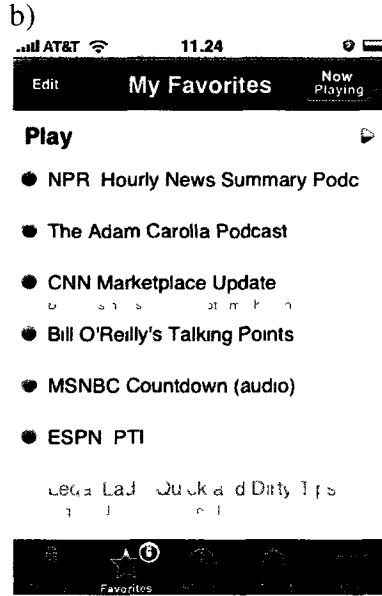 b)
AT&T 11.24
Edit My Favorites Now Playing
Play
NPR Hourly News Summary Podc
The Adam Carolla Podcast
CNN Marketplace Update
Bill O'Reilly's Talking Points
MSNBC Countdown (audio)
ESPN PTI
Dirty
Favorites